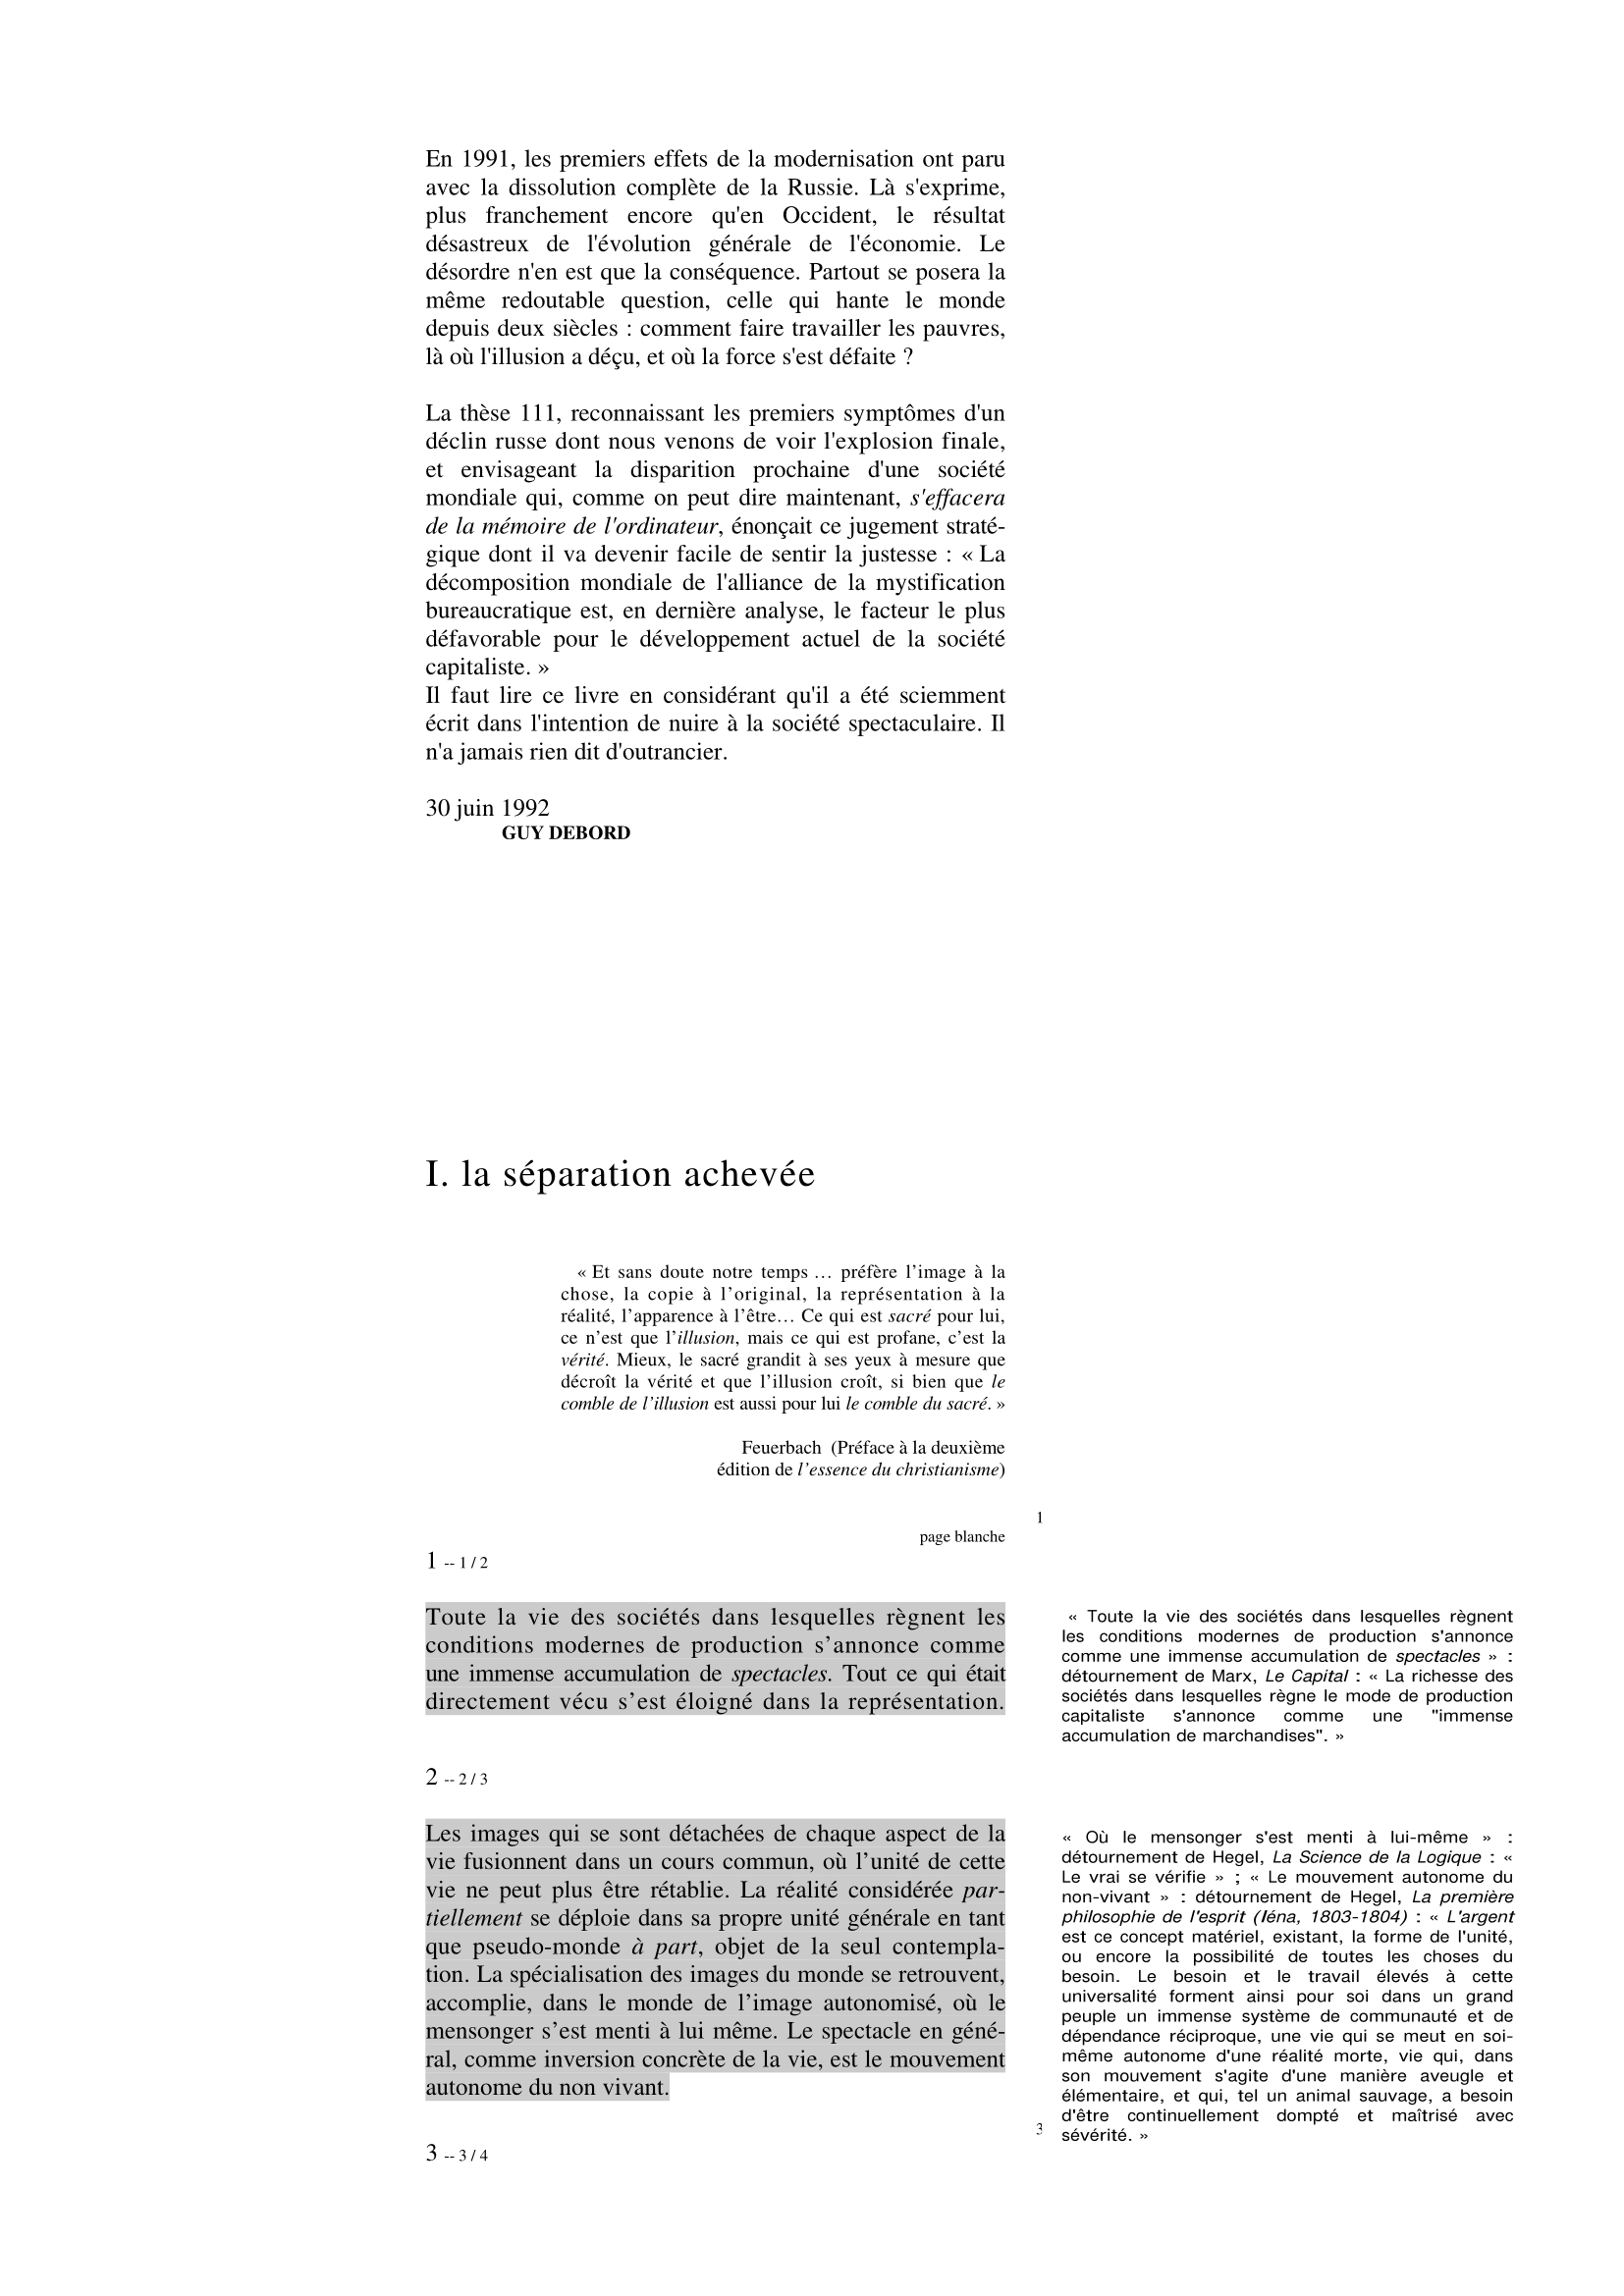 En 1991, les premiers effets de la modernisation ont paru
avec la dissolution complète de la Russie. Là s'exprime,
plus franchement encore qu'en Occident, le résultat
désastreux de l'évolution générale de l'économie. Le
désordre n'en est que la conséquence. Partout se posera la
même redoutable question, celle qui hante le monde
depuis deux siècles : comment faire travailler les pauvres,
là où l'illusion a déçu, et où la force s'est défaite ?
La thèse 111, reconnaissant les premiers symptômes d'un
déclin russe dont nous venons de voir l'explosion finale,
et envisageant la disparition prochaine d'une société
mondiale qui, comme on peut dire maintenant, s'effacera
de la mémoire de l'ordinateur, énonçait ce jugement straté-
gique dont il va devenir facile de sentir la justesse : « La
décomposition mondiale de l'alliance de la mystification
bureaucratique est, en dernière analyse, le facteur le plus
défavorable pour le développement actuel de la société
capitaliste. »
Il faut lire ce livre en considérant qu'il a été sciemment
écrit dans l'intention de nuire à la société spectaculaire. Il
n'a jamais rien dit d'outrancier.
30 juin 1992
GUY DEBORD
I. la séparation achevée
« Et sans doute notre temps … préfère l’image à la
chose, la copie à l’original, la représentation à la
réalité, l’apparence à l’être… Ce qui est sacré pour lui,
ce n’est que l’illusion, mais ce qui est profane, c’est la
vérité. Mieux, le sacré grandit à ses yeux à mesure que
décroît la vérité et que l’illusion croît, si bien que le
comble de l’illusion est aussi pour lui le comble du sacré. »
Feuerbach (Préface à la deuxième
édition de l’essence du christianisme)
1
page blanche
1 -- 1 / 2
Toute la vie des sociétés dans lesquelles règnent les
conditions modernes de production s’annonce comme
une immense accumulation de spectacles. Tout ce qui était
directement vécu s’est éloigné dans la représentation.
« Toute la vie des sociétés dans lesquelles règnent
les conditions modernes de production s'annonce
comme une immense accumulation de spectacles » :
détournement de Marx, Le Capital : « La richesse des
sociétés dans lesquelles règne le mode de production
capitaliste s'annonce comme une "immense
accumulation de marchandises". »
2 -- 2 / 3
Les images qui se sont détachées de chaque aspect de la
vie fusionnent dans un cours commun, où l’unité de cette
vie ne peut plus être rétablie. La réalité considérée par-
tiellement se déploie dans sa propre unité générale en tant
que pseudo-monde à part, objet de la seul contempla-
tion. La spécialisation des images du monde se retrouvent,
accomplie, dans le monde de l’image autonomisé, où le
mensonger s’est menti à lui même. Le spectacle en géné-
ral, comme inversion concrète de la vie, est le mouvement
autonome du non vivant.
« Où le mensonger s'est menti à lui-même » :
détournement de Hegel, La Science de la Logique : «
Le vrai se vérifie » ; « Le mouvement autonome du
non-vivant » : détournement de Hegel, La première
philosophie de l'esprit (Iéna, 1803-1804) : « L'argent
est ce concept matériel, existant, la forme de l'unité,
ou encore la possibilité de toutes les choses du
besoin. Le besoin et le travail élevés à cette
universalité forment ainsi pour soi dans un grand
peuple un immense système de communauté et de
dépendance réciproque, une vie qui se meut en soi-
même autonome d'une réalité morte, vie qui, dans
son mouvement s'agite d'une manière aveugle et
élémentaire, et qui, tel un animal sauvage, a besoin
d'être continuellement dompté et maîtrisé avec
sévérité. »
3
3 -- 3 / 4